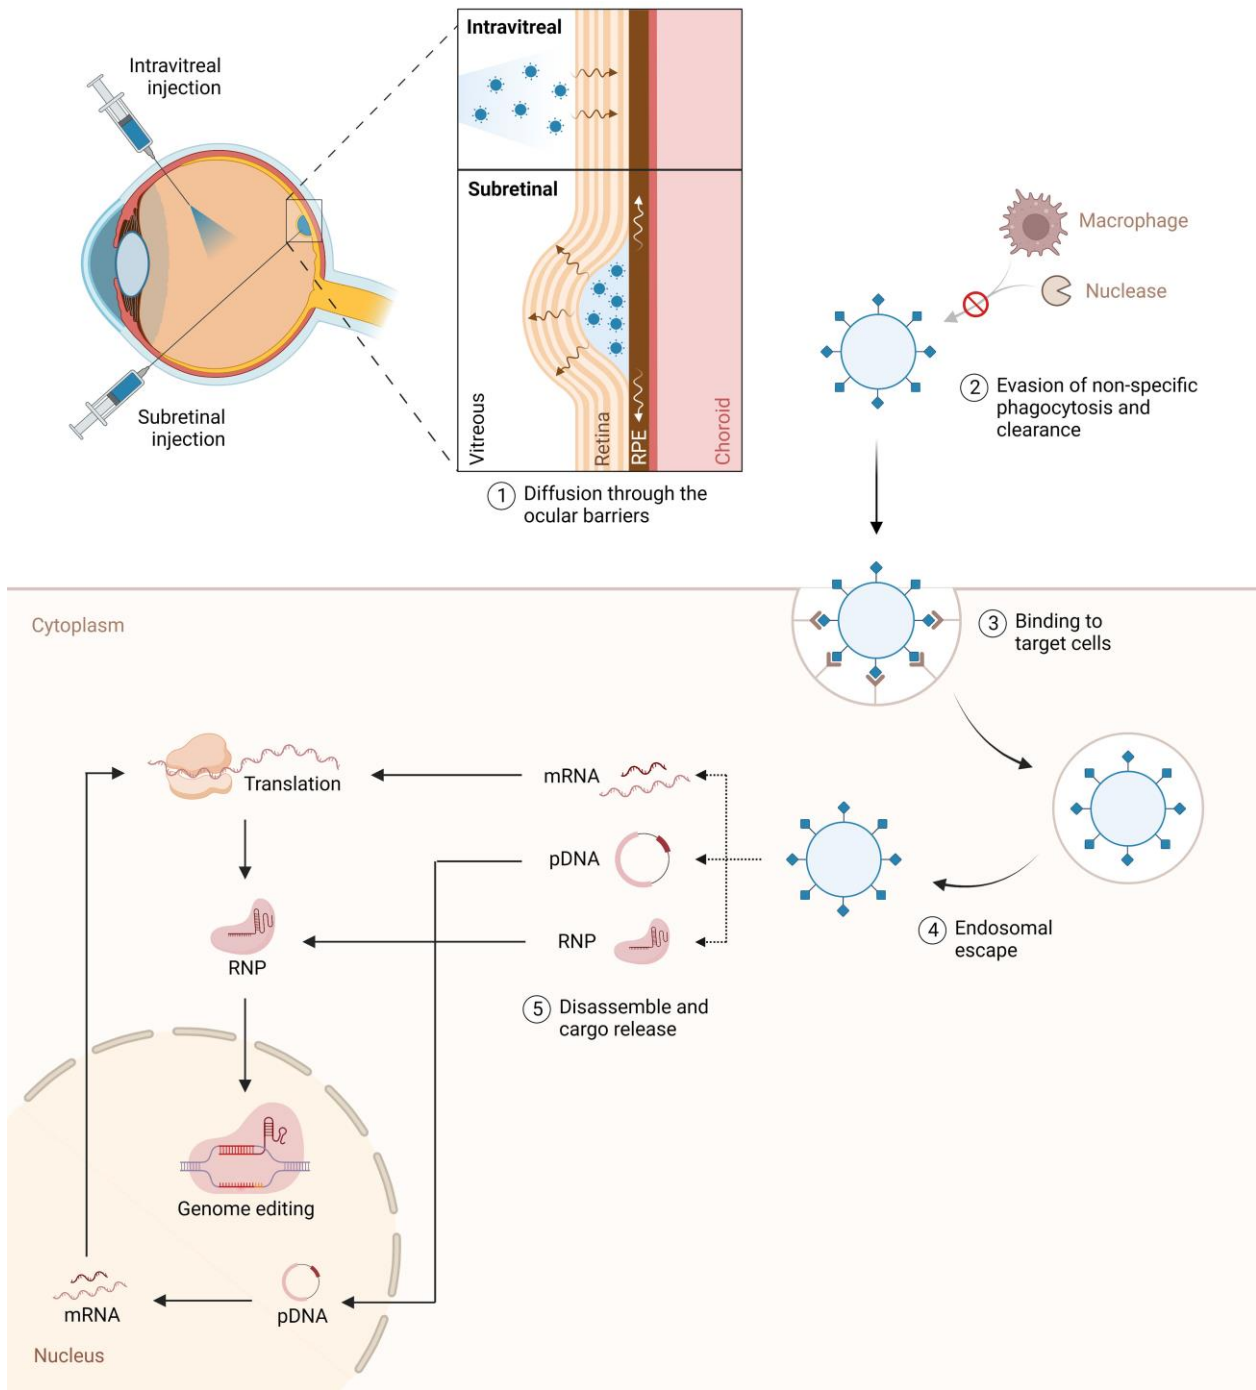 Intravitreal
injection
Subretinal
injection
Intravitreal
Subretinal
Vitreous
Retina
RPE
Choroid
1 Diffusion through the
ocular barriers
Macrophage
Nuclease
2 Evasion of non-specific
phagocytosis and
clearance
Cytoplasm
3 Binding to
target cells
4 Endosomal
escape
mRNA
pDNA
RNP
5 Disassemble and
cargo release
Translation
RNP
Genome editing
mRNA
pDNA
Nucleus